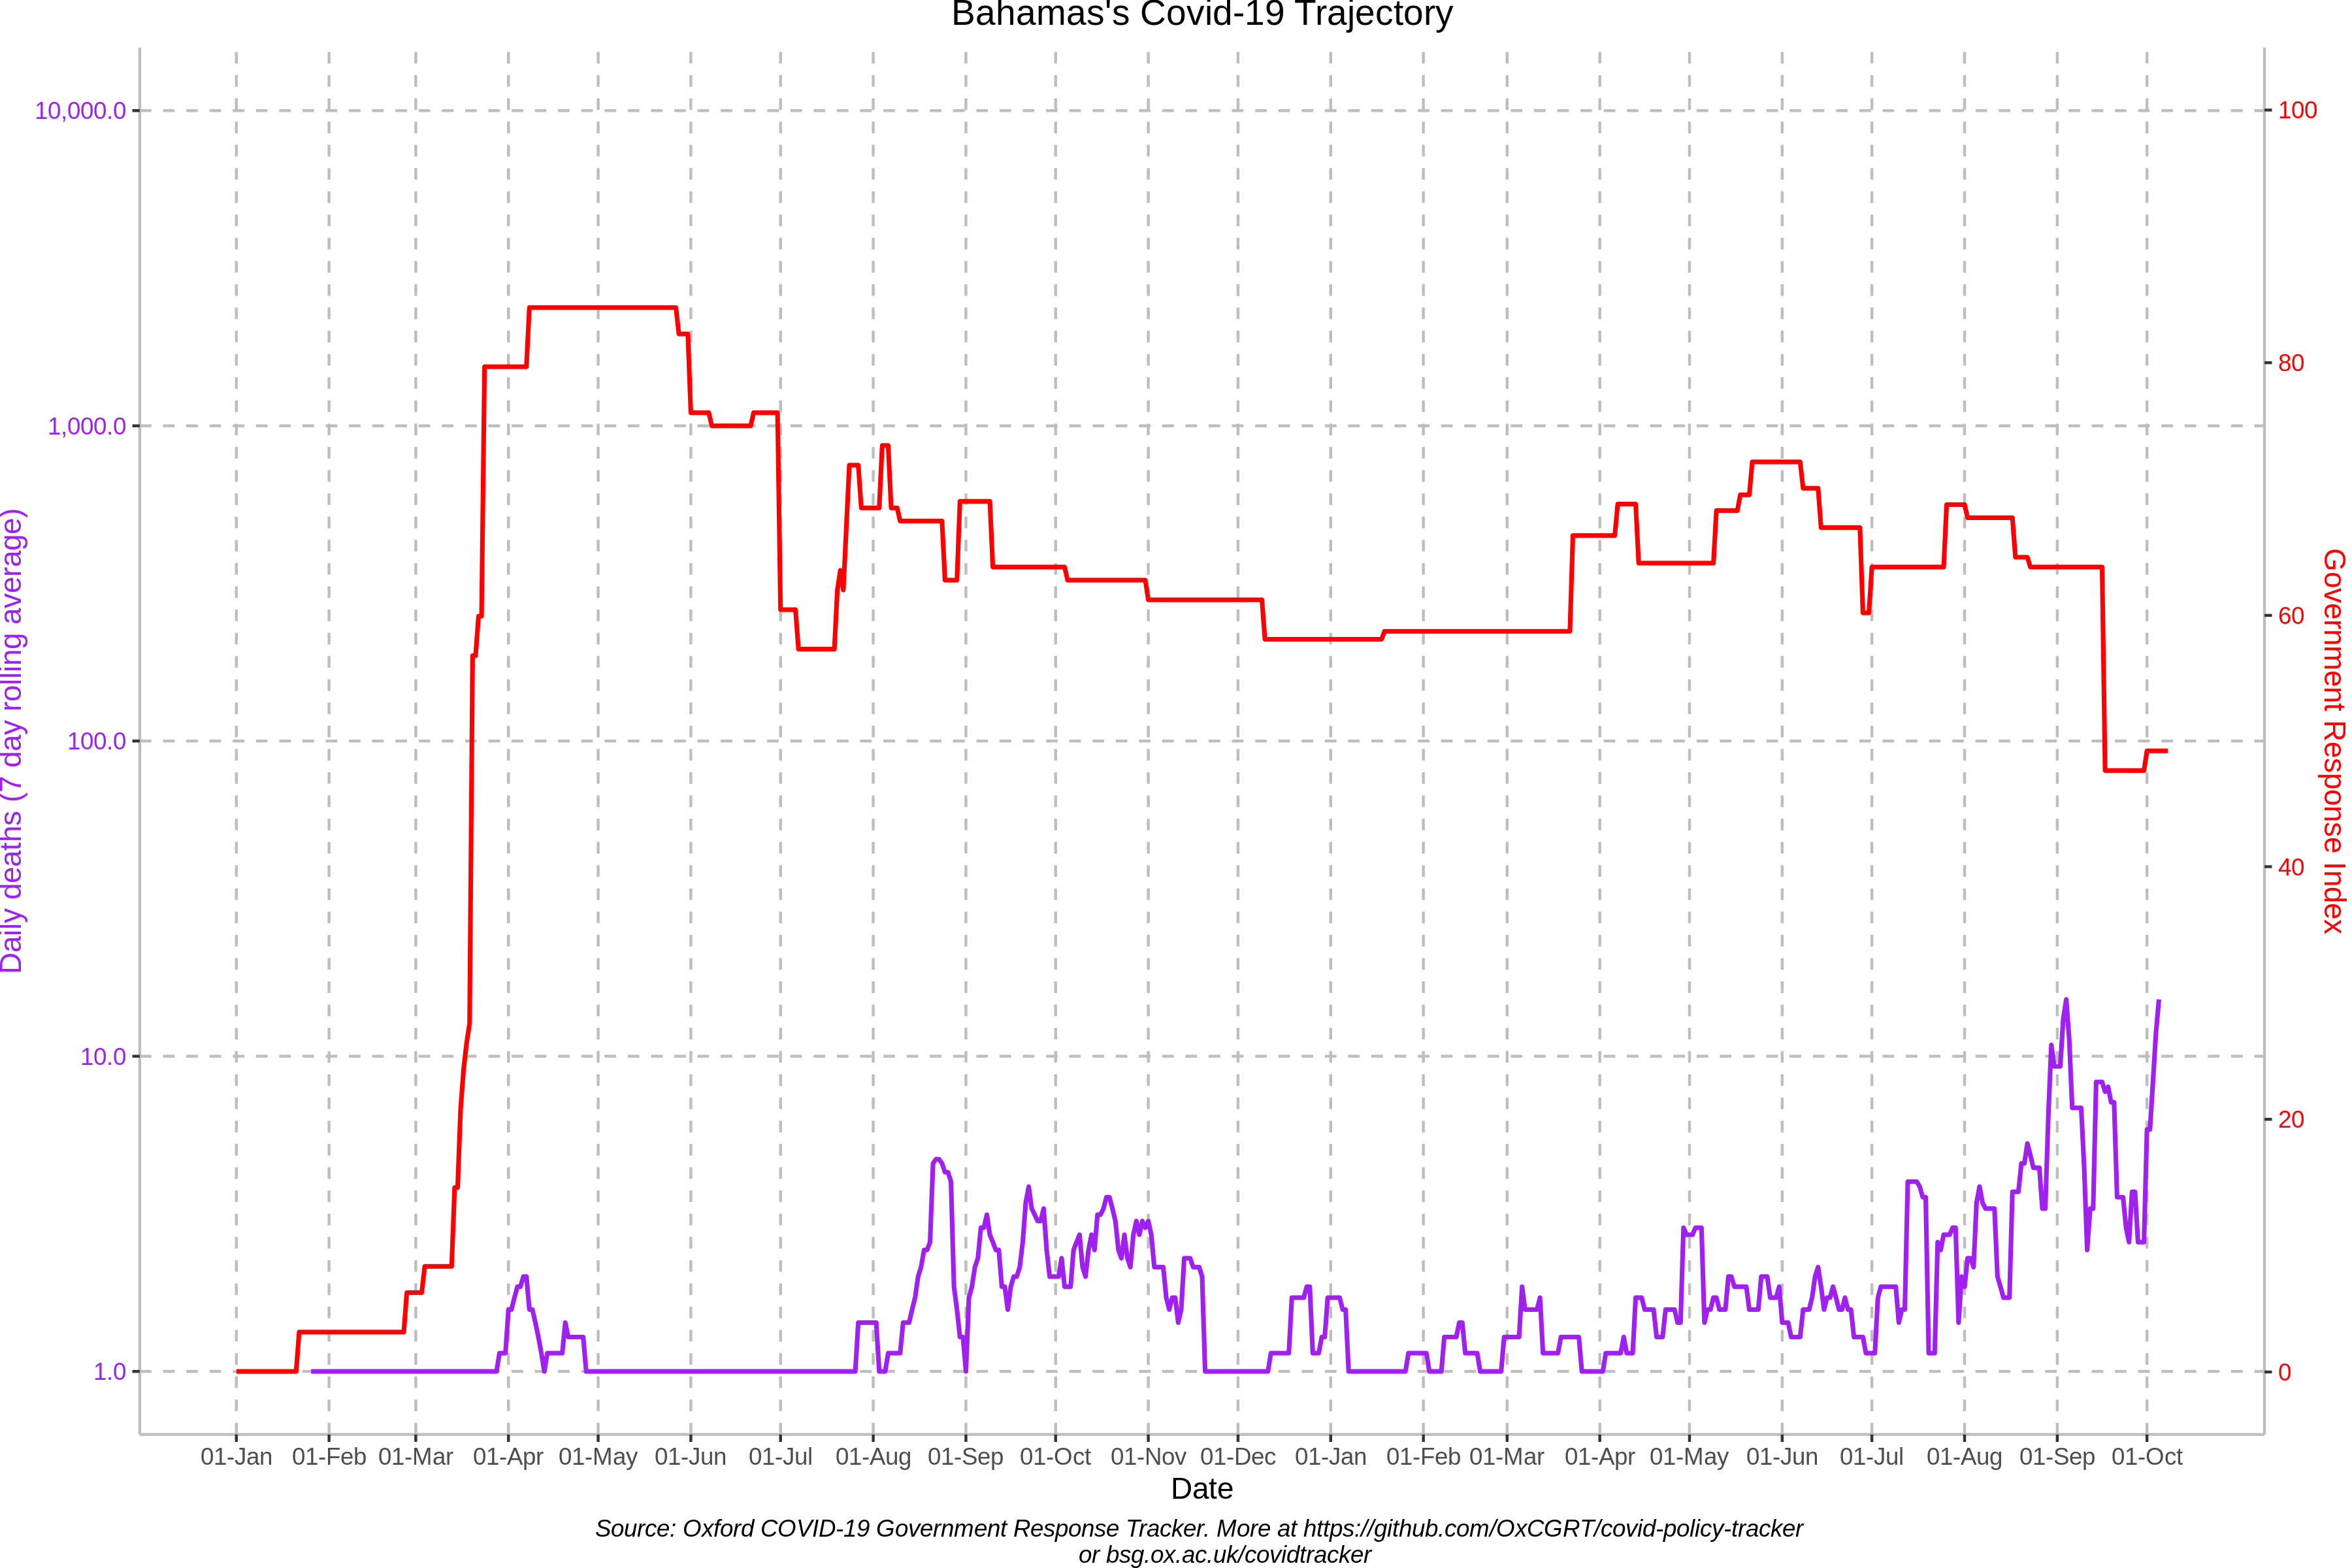 Bahamas's Covid-19 Trajectory
10,000.0
1,000.0
100.0
10.0
1.0
Daily deaths (7 day rolling average)
100
80
60
40
20
0
Government Response Index
01-Jan 01-Feb 01-Mar 01-Apr 01-May 01-Jun 01-Jul 01-Aug 01-Sep 01-Oct 01-Nov 01-Dec 01-Jan 01-Feb 01-Mar 01-Apr 01-May 01-Jun 01-Jul 01-Aug 01-Sep 01-Oct
Date
Source: Oxford COVID-19 Government Response Tracker. More at https://github.com/OxCGRT/covid-policy-tracker
or bsg.ox.ac.uk/covidtracker